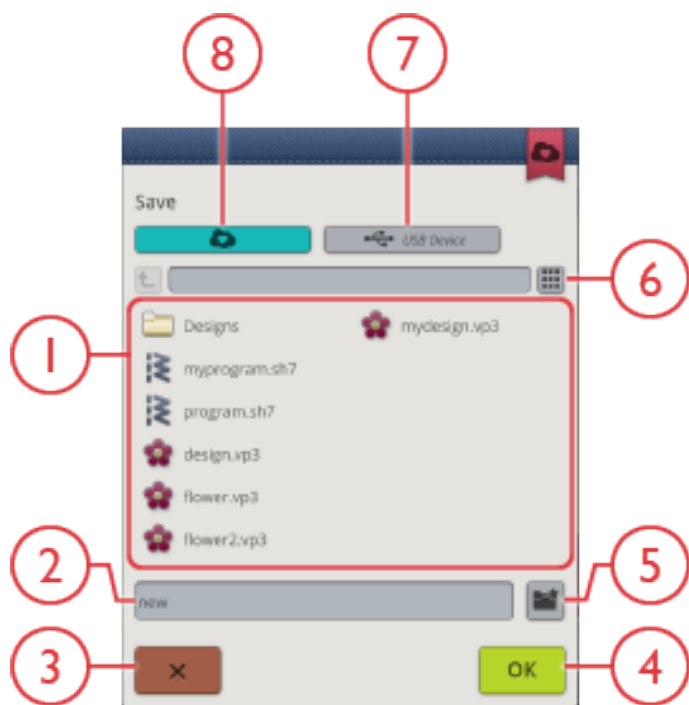 8 7
Save
USB Device
6
1
Designs mydesign.vp3
myprogram.sh7
program.sh7
design.vp3
flower.vp3
flower2.vp3
2 5
new
3 × OK 4